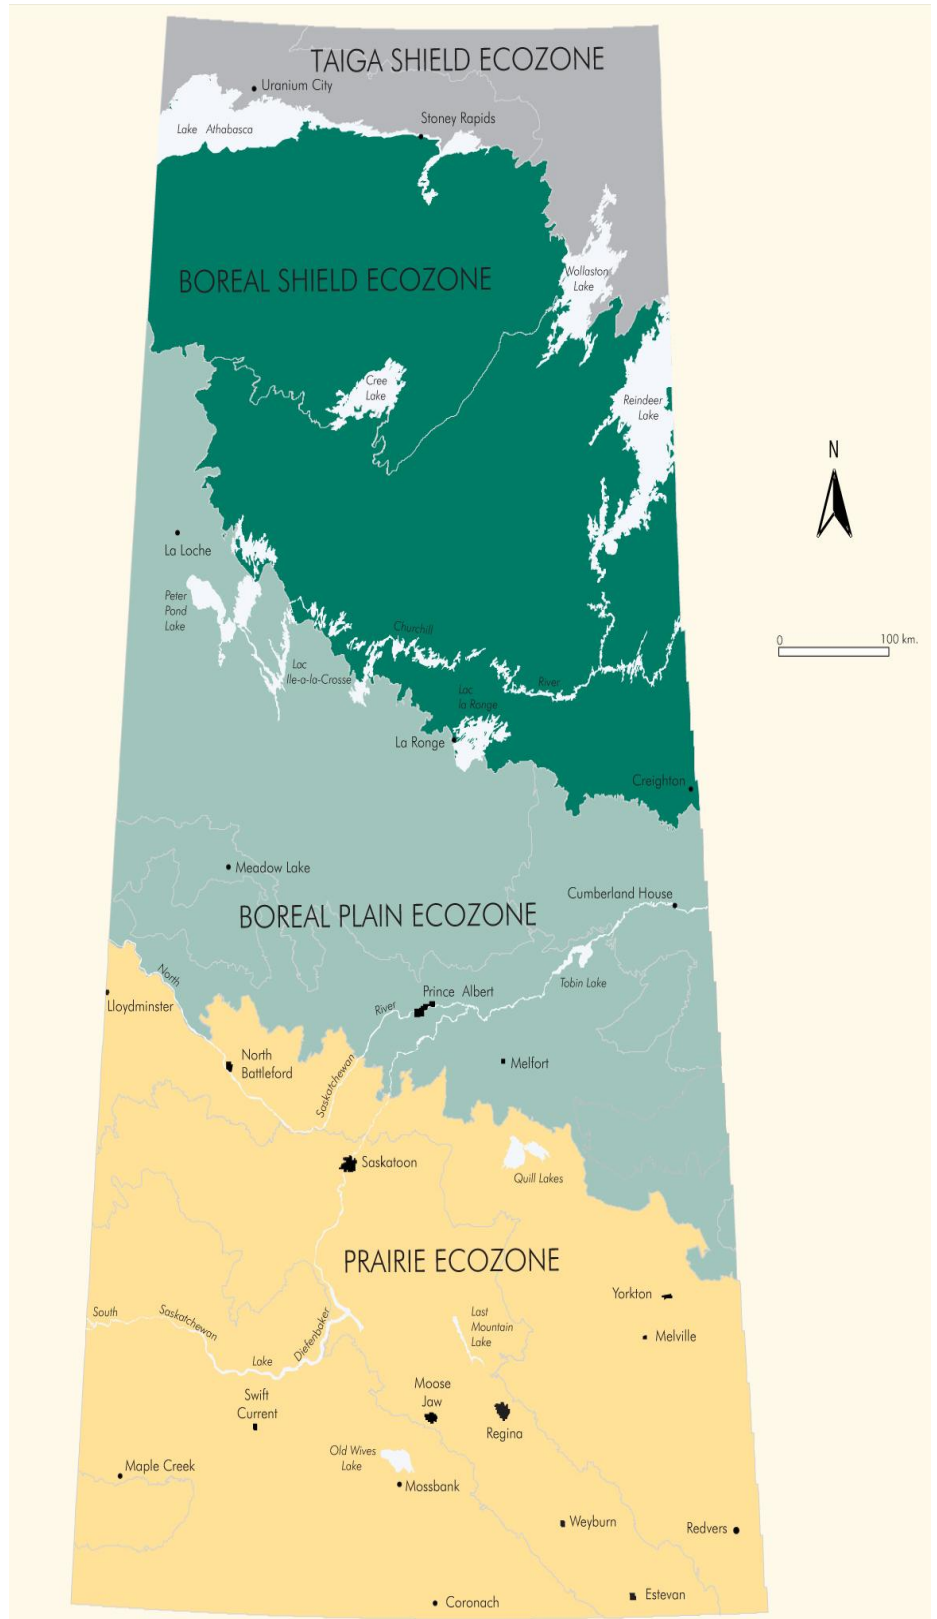 TAIGA SHIELD ECOZONE
Uranium City
Stoney Rapids
Lake Athabasca
BOREAL SHIELD ECOZONE
Wollaston
Lake
Cree
Lake
Reindeer
Lake
N
La Loche
Peter
Pond
Lake
Churchill
0 100 km.
Lac
Ile-a-la-Crosse
River
Lac
la Ronge
La Ronge
Creighton
Meadow Lake
Cumberland House
BOREAL PLAIN ECOZONE
North
Tobin Lake
Prince Albert
Lloydminster
River
North
Battleford
Melfort
Saskatchewan
Saskatoon
Quill Lakes
PRAIRIE ECOZONE
Yorkton
South
Saskatchewan
Last
Mountain
Lake
Melville
Diefenbaker
Lake
Moose
Jaw
Swift
Current
Regina
Old Wives
Lake
Maple Creek
Mossbank
Weyburn
Redvers
Estevan
Coronach